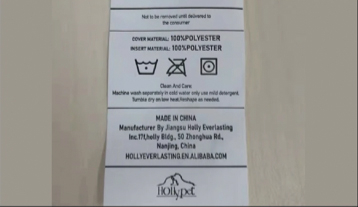 Not to be removed until delivered to
the consumer
COVER MATERIAL: 100%POLYESTER
INSERT MATERIAL: 100%POLYESTER
Clean And Care
Machine wash separately in cold water only use mild detergent.
Tumble dry on low heat. as needed.
MADE IN CHINA
Manufacturer By Jiangsu Holly Everlasting
Inc.17f,holly Bldg., 50 Zhonghua Rd.,
Nanjing, China
HOLLYEVERLASTING.EN.ALIBABA.COM
Hollypet